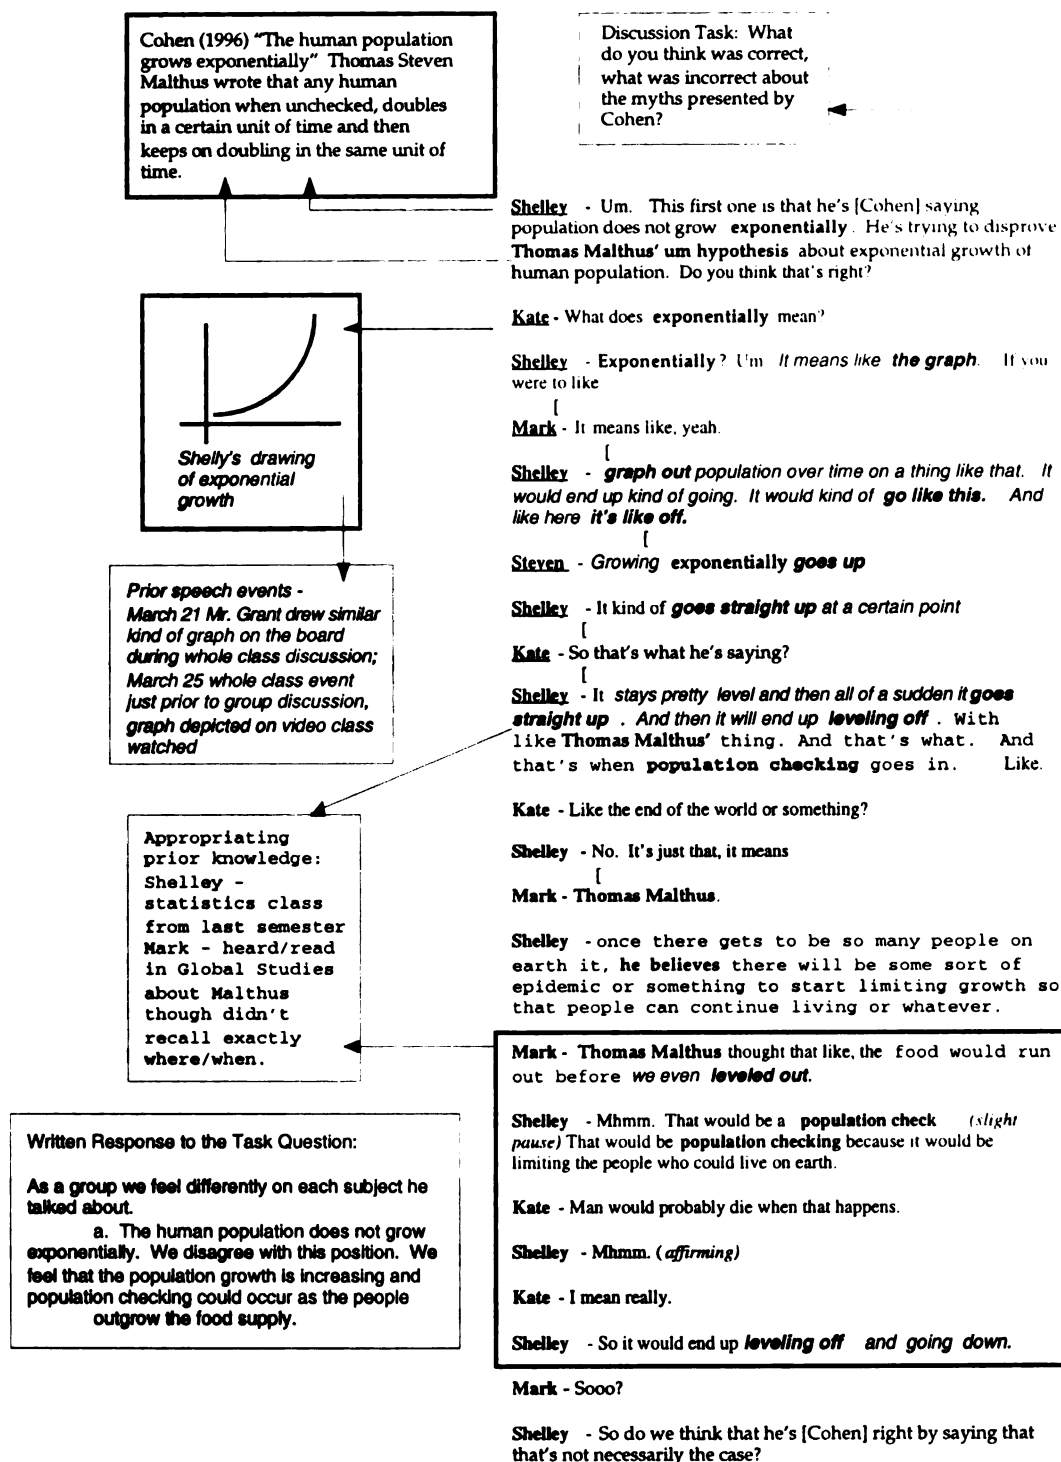 Cohen (1996) "The human population
grows exponentially" Thomas Steven
Malthus wrote that any human
population when unchecked, doubles
in a certain unit of time and then
keeps on doubling in the same unit of
time.
Discussion Task: What
do you think was correct,
what was incorrect about
the myths presented by
Cohen?
Shelley - Um. This first one is that he's [Cohen] saying
population does not grow exponentially. He's trying to disprove
Thomas Malthus' um hypothesis about exponential growth of
human population. Do you think that's right?
Kate - What does exponentially mean?
Shelley - Exponentially? Um It means like the graph. If you
were to like
[
Mark - It means like, yeah.
[
Shelley - graph out population over time on a thing like that. It
would end up kind of going. It would kind of go like this. And
like here it's like off.
[
Steven - Growing exponentially goes up
Shelley - It kind of goes straight up at a certain point
[
Kate - So that's what he's saying?
[
Shelley - It stays pretty level and then all of a sudden it goes
straight up . And then it will end up leveling off . With
like Thomas Malthus' thing. And that's what. And
that's when population checking goes in. Like.
Kate - Like the end of the world or something?
Shelley - No. It's just that, it means
[
Mark - Thomas Malthus.
Shelley - once there gets to be so many people on
earth it, he believes there will be some sort of
epidemic or something to start limiting growth so
that people can continue living or whatever.
Mark - Thomas Malthus thought that like, the food would run
out before we even leveled out.
Shelley - Mhmm. That would be a population check (slight
pause) That would be population checking because it would be
limiting the people who could live on earth.
Kate - Man would probably die when that happens.
Shelley - Mhmm. (affirming)
Kate - I mean really.
Shelley - So it would end up leveling off and going down.
Mark - Sooo?
Shelley - So do we think that he's [Cohen] right by saying that
that's not necessarily the case?
Shelly's drawing
of exponential
growth
Prior speech events -
March 21 Mr. Grant drew similar
kind of graph on the board
during whole class discussion;
March 25 whole class event
just prior to group discussion,
graph depicted on video class
watched
Appropriating
prior knowledge:
Shelley -
statistics class
from last semester
Mark - heard/read
in Global Studies
about Malthus
though didn't
recall exactly
where/when.
Written Response to the Task Question:
As a group we feel differently on each subject he
talked about.
a. The human population does not grow
exponentially. We disagree with this position. We
feel that the population growth is increasing and
population checking could occur as the people
outgrow the food supply.